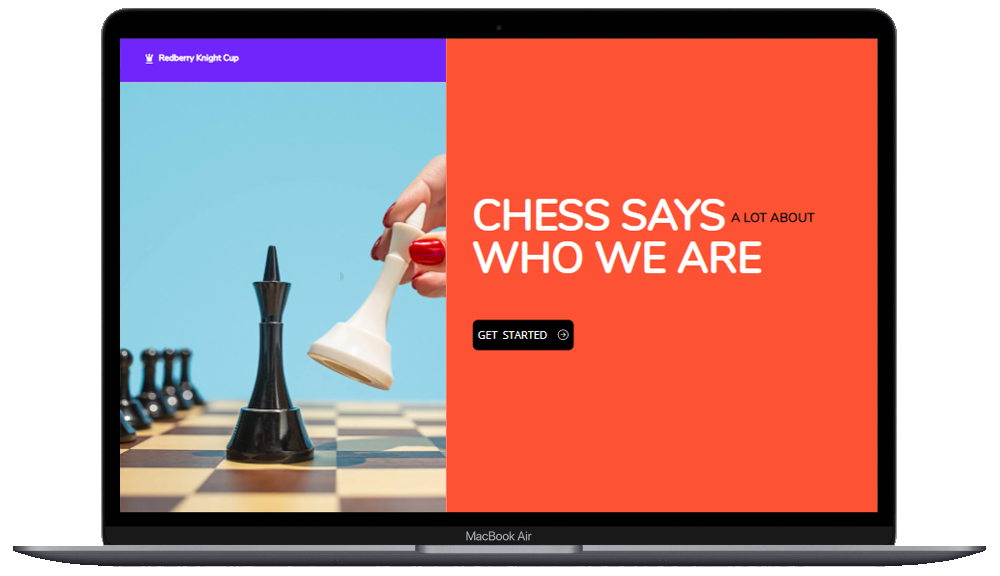 Redberry Knight Cup
CHESS SAYS A LOT ABOUT
WHO WE ARE
GET STARTED
MacBook Air